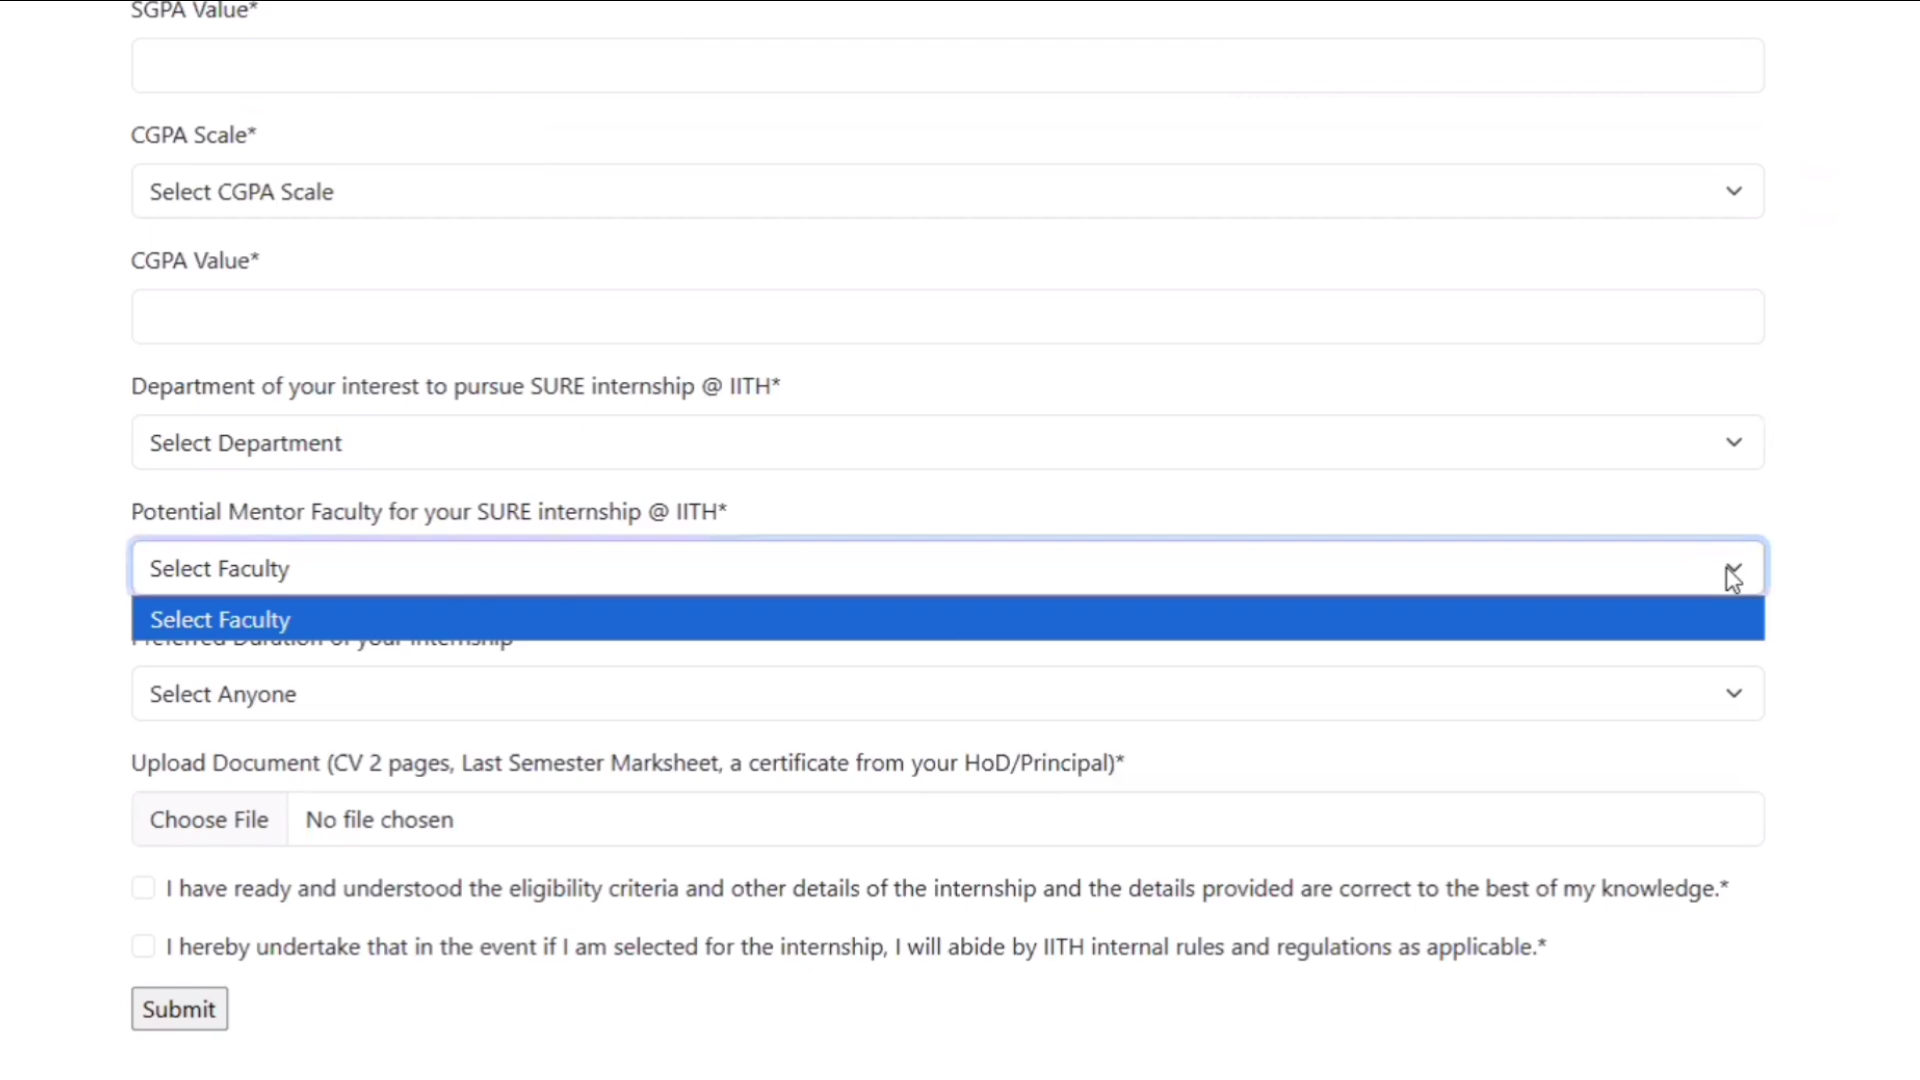 SGPA Value*
CGPA Scale*
Select CGPA Scale
CGPA Value*
Department of your interest to pursue SURE internship @ IITH*
Select Department
Potential Mentor Faculty for your SURE internship @ IITH*
Select Faculty
Select Faculty
Preferred Duration of your Internship
Select Anyone
Upload Document (CV 2 pages, Last Semester Marksheet, a certificate from your HoD/Principal)*
Choose File No file chosen
I have ready and understood the eligibility criteria and other details of the internship and the details provided are correct to the best of my knowledge.*
I hereby undertake that in the event if I am selected for the internship, I will abide by IITH internal rules and regulations as applicable.*
Submit